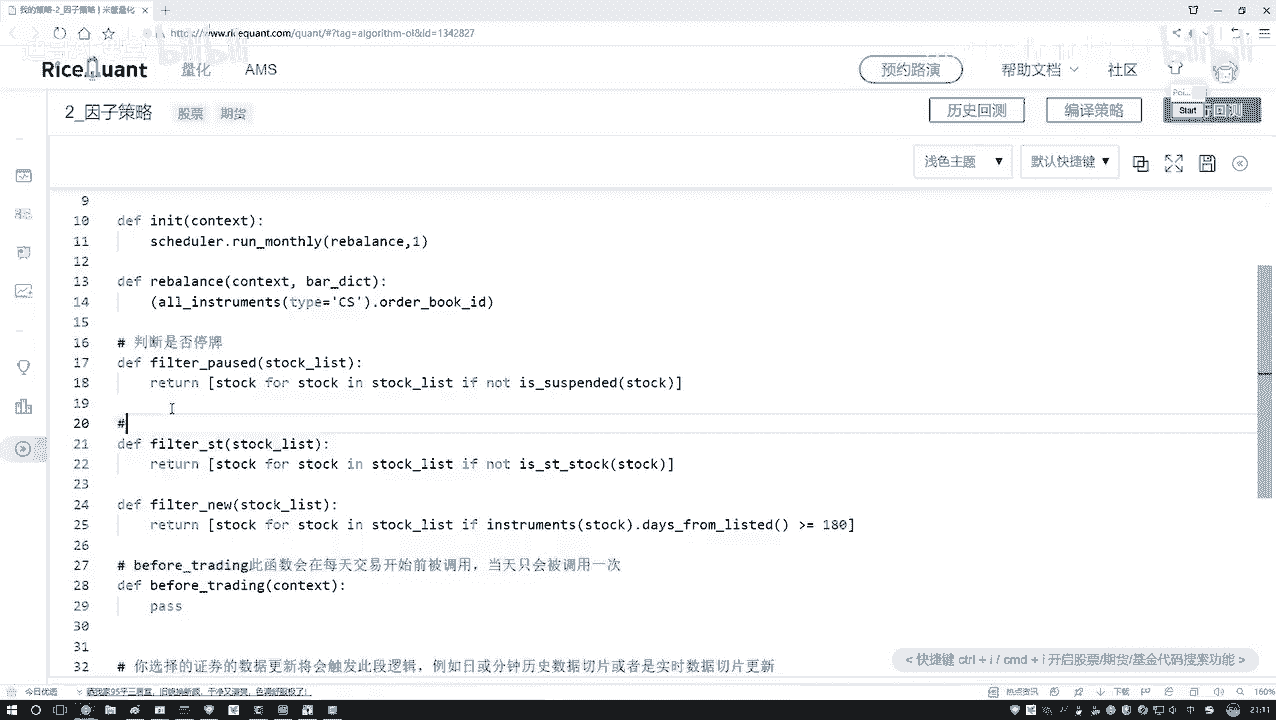 我的策略-2_因子策略 | 米筐量化
https://www.ricequant.com/quant/#?tag=algorithm-ol&id=1342827
RiceQuant 量化 AMS 预约路演 帮助文档 社区
2_因子策略 股票 期货 历史回测 编译策略
Start
浅色主题 默认快捷键
9
10 def init(context):
11 scheduler.run_monthly(rebalance,1)
12
13 def rebalance(context, bar_dict):
14 (all_instruments(type='CS').order_book_id)
15
16 # 判断是否停牌
17 def filter_paused(stock_list):
18 return [stock for stock in stock_list if not is_suspended(stock)]
19
20 #
21 def filter_st(stock_list):
22 return [stock for stock in stock_list if not is_st_stock(stock)]
23
24 def filter_new(stock_list):
25 return [stock for stock in stock_list if instruments(stock).days_from_listed() >= 180]
26
27 # before_trading此函数会在每天交易开始前被调用，当天只会被调用一次
28 def before_trading(context):
29 pass
30
31
32 # 你选择的证券的数据更新将会触发此段逻辑，例如日或分钟历史数据切片或者是实时数据切片更新
< 快捷键 ctrl + i / cmd + i 开启股票/期货/基金代码搜索功能 >
今日优选 热点资讯 下载 160%
中 21:11